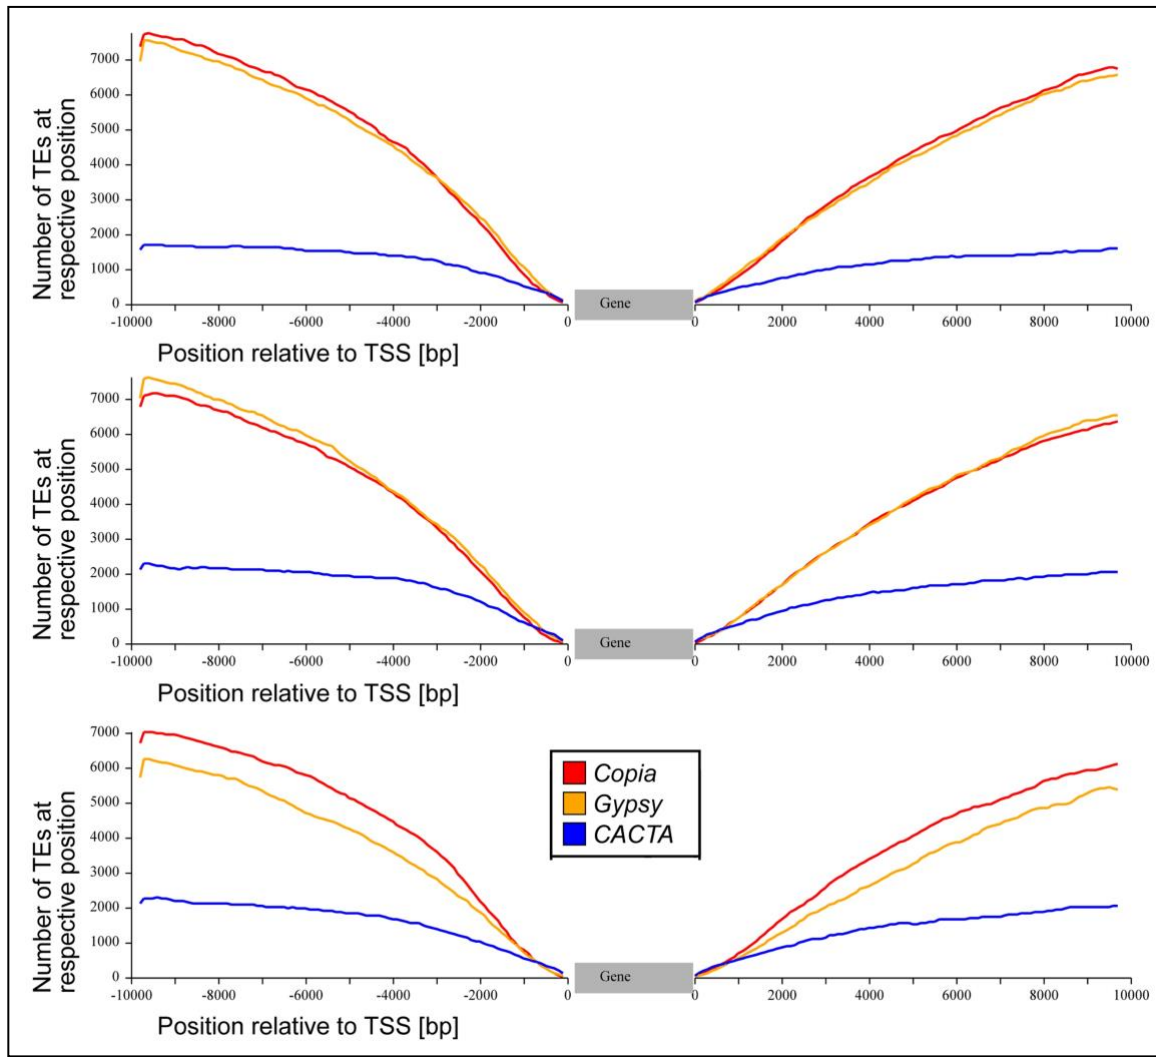 Number of TEs at
respective position
7000
6000
5000
4000
3000
2000
1000
0
Gene
-10000 -8000 -6000 -4000 -2000 0 0 2000 4000 6000 8000 10000
Position relative to TSS [bp]
Number of TEs at
respective position
7000
6000
5000
4000
3000
2000
1000
0
Gene
-10000 -8000 -6000 -4000 -2000 0 0 2000 4000 6000 8000 10000
Position relative to TSS [bp]
Number of TEs at
respective position
7000
6000
5000
4000
3000
2000
1000
0
Copia
Gypsy
CACTA
Gene
-10000 -8000 -6000 -4000 -2000 0 0 2000 4000 6000 8000 10000
Position relative to TSS [bp]